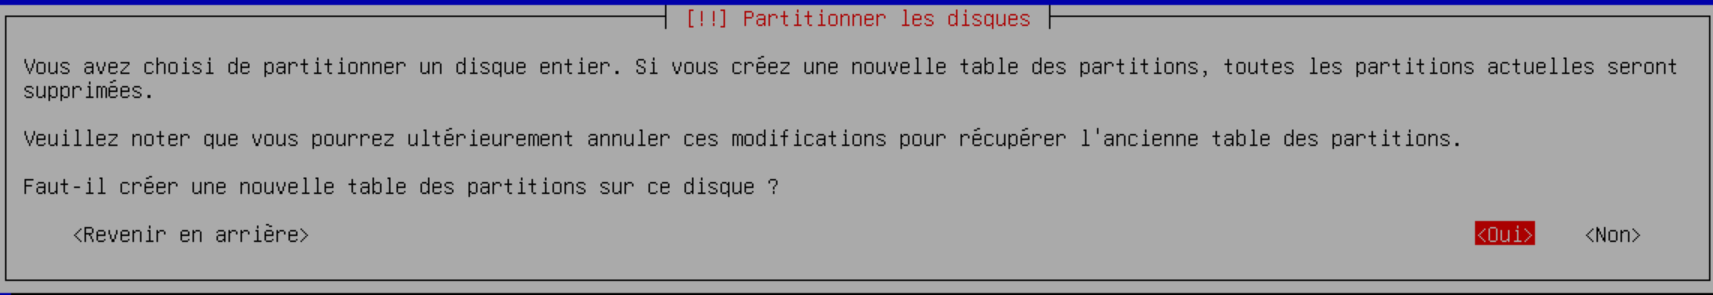 [!!] Partitionner les disques
Vous avez choisi de partitionner un disque entier. Si vous créez une nouvelle table des partitions, toutes les partitions actuelles seront
supprimées.
Veuillez noter que vous pourrez ultérieurement annuler ces modifications pour récupérer l'ancienne table des partitions.
Faut-il créer une nouvelle table des partitions sur ce disque ?
<Revenir en arrière> <Oui> <Non>